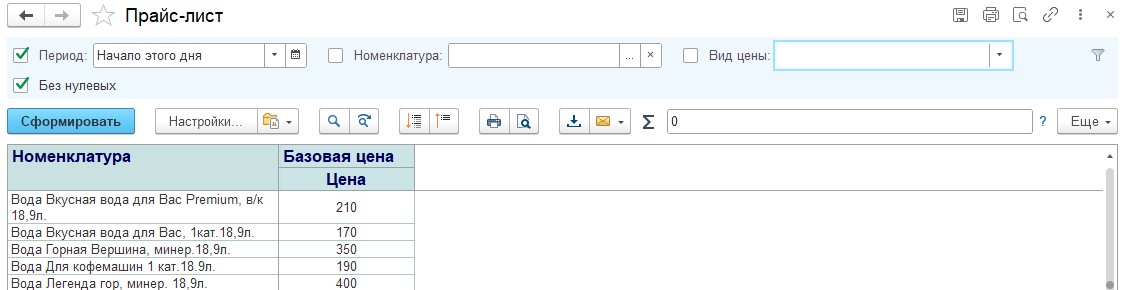 Прайс-лист
Период: Начало этого дня Номенклатура: ... × Вид цены:
Без нулевых
Сформировать Настройки... Σ 0 ? Еще
Номенклатура Базовая цена
Цена
Вода Вкусная вода для Вас Premium, в/к
18,9л. 210
Вода Вкусная вода для Вас, 1кат.18,9л. 170
Вода Горная Вершина, минер.18,9л. 350
Вода Для кофемашин 1 кат.18.9л. 190
Вода Легенда гор, минер. 18,9л. 400